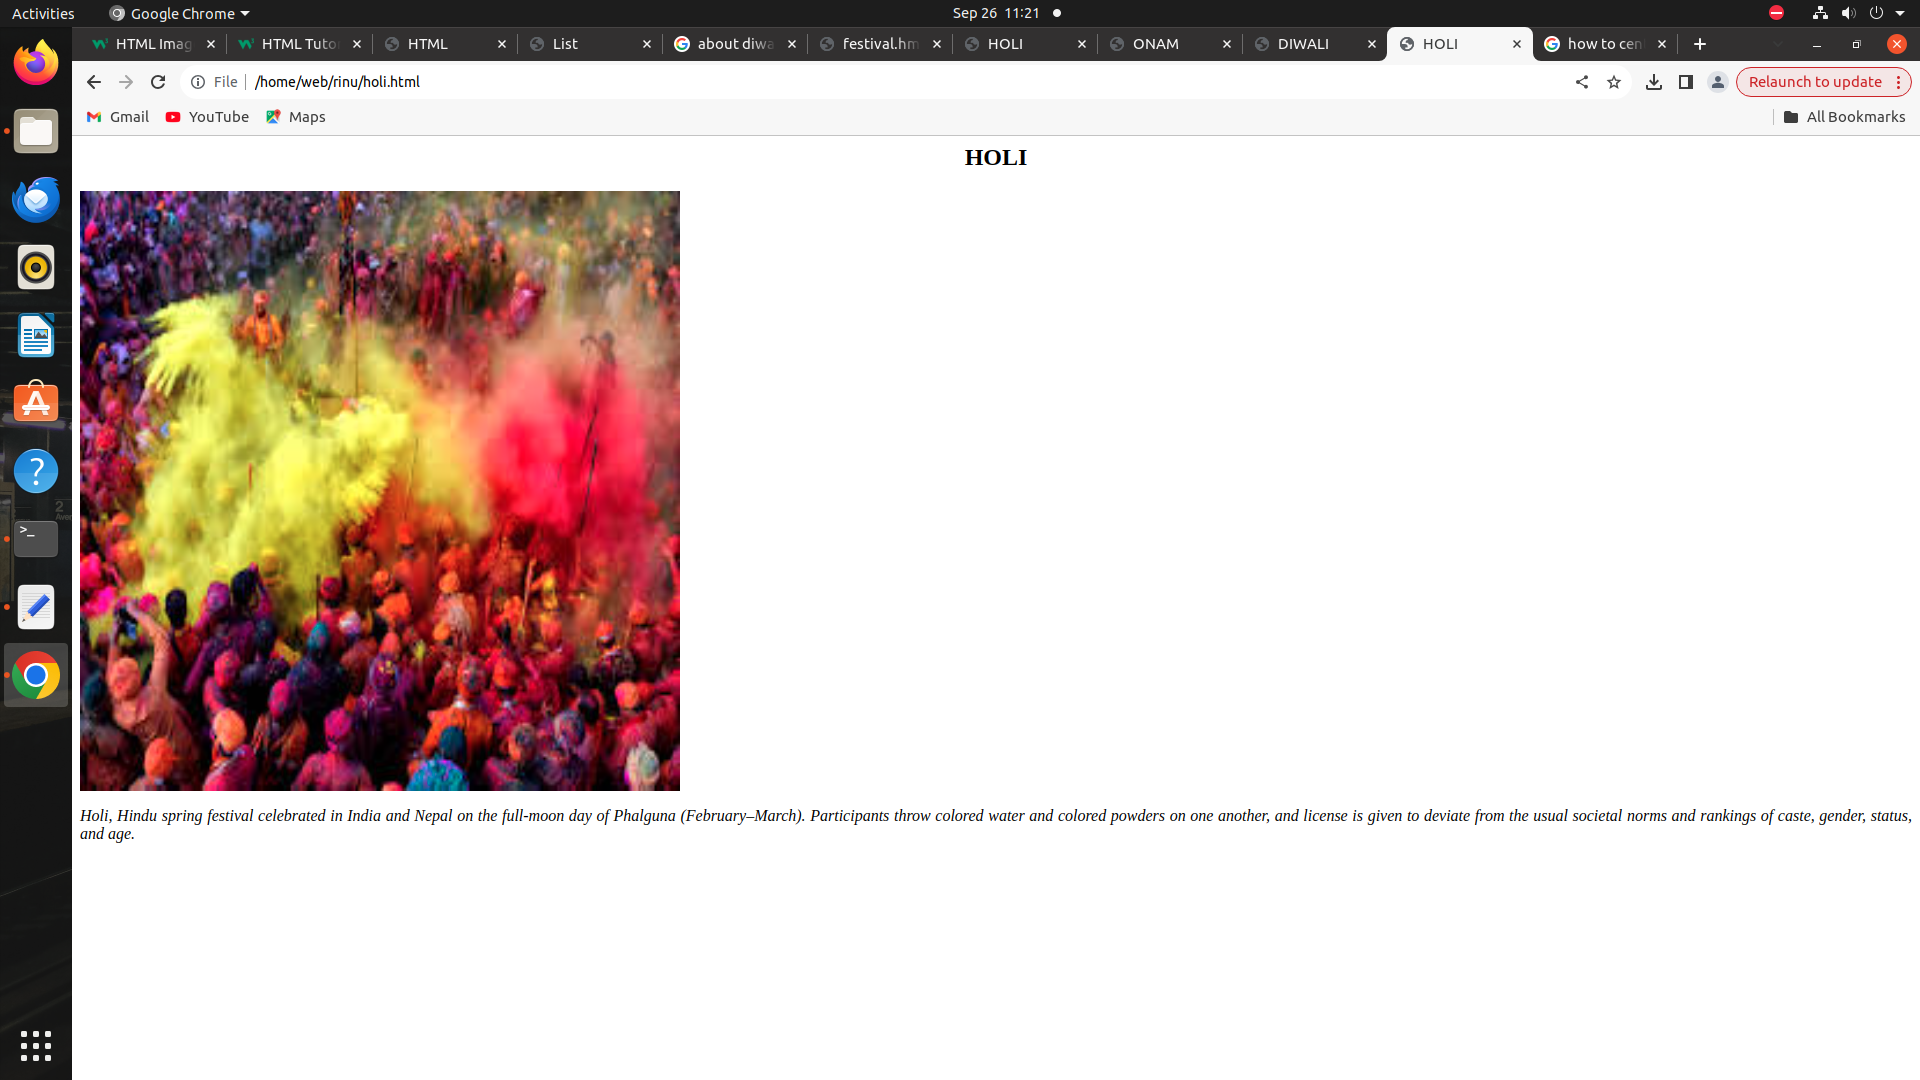 Activities Google Chrome Sep 26 11:21
HTML Imag HTML Tutor HTML List about diwa festival.hm HOLI ONAM DIWALI HOLI how to cen
File /home/web/rinu/holi.html Relaunch to update
Gmail YouTube Maps All Bookmarks
HOLI
Holi, Hindu spring festival celebrated in India and Nepal on the full-moon day of Phalguna (February–March). Participants throw colored water and colored powders on one another, and license is given to deviate from the usual societal norms and rankings of caste, gender, status,
and age.